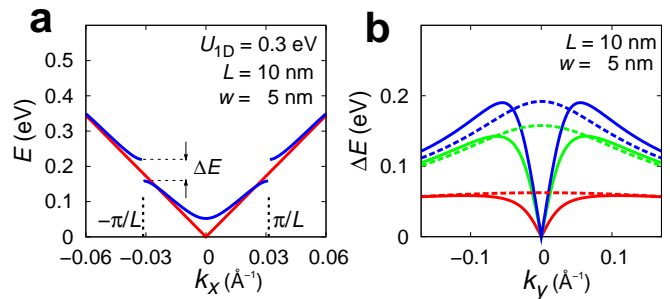 a
U1D = 0.3 eV
L = 10 nm
w = 5 nm
E (eV)
0.5
0.4
0.3
0.2
0.1
0
ΔE
−π/L
π/L
−0.06 −0.03 0 0.03 0.06
kx (Å⁻¹)
b
L = 10 nm
w = 5 nm
ΔE (eV)
0.2
0.1
0
−0.1 0 0.1
ky (Å⁻¹)